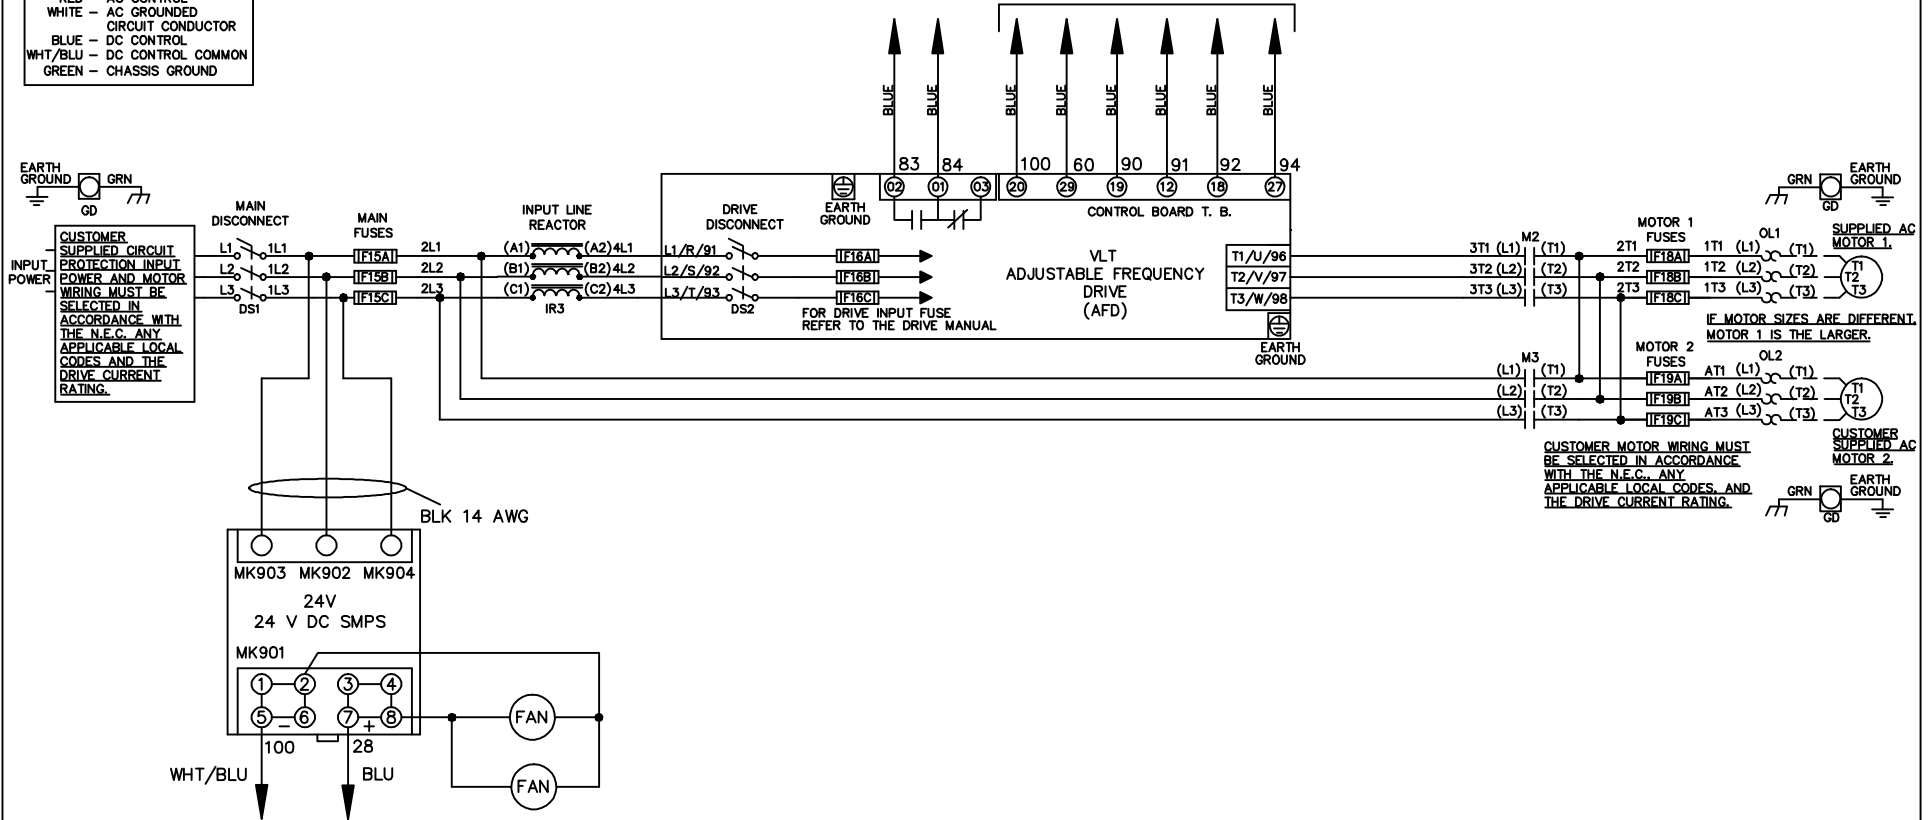 WHITE – AC GROUNDED
CIRCUIT CONDUCTOR
BLUE – DC CONTROL
WHT/BLU – DC CONTROL COMMON
GREEN – CHASSIS GROUND
BLUE
BLUE
BLUE
BLUE
BLUE
BLUE
BLUE
BLUE
83
84
100
60
90
91
92
94
02
01
03
20
29
19
12
18
27
CONTROL BOARD T. B.
EARTH
GROUND
GRN
GD
CUSTOMER
SUPPLIED CIRCUIT
PROTECTION INPUT
POWER AND MOTOR
WIRING MUST BE
SELECTED IN
ACCORDANCE WITH
THE N.E.C. ANY
APPLICABLE LOCAL
CODES AND THE
DRIVE CURRENT
RATING.
INPUT
POWER
MAIN
DISCONNECT
L1
1L1
L2
1L2
L3
1L3
DS1
MAIN
FUSES
F15A
F15B
F15C
2L1
2L2
2L3
INPUT LINE
REACTOR
(A1)
(A2)4L1
(B1)
(B2)4L2
(C1)
(C2)4L3
IR3
L1/R/91
L2/S/92
L3/T/93
DRIVE
DISCONNECT
DS2
EARTH
GROUND
F16A
F16B
F16C
FOR DRIVE INPUT FUSE
REFER TO THE DRIVE MANUAL
VLT
ADJUSTABLE FREQUENCY
DRIVE
(AFD)
T1/U/96
T2/V/97
T3/W/98
EARTH
GROUND
M2
3T1 (L1) (T1)
3T2 (L2) (T2)
3T3 (L3) (T3)
2T1
2T2
2T3
MOTOR 1
FUSES
F18A
F18B
F18C
1T1 (L1)
1T2 (L2)
1T3 (L3)
OL1
(T1)
(T2)
(T3)
T1
T2
T3
GRN
GD
EARTH
GROUND
SUPPLIED AC
MOTOR 1.
IF MOTOR SIZES ARE DIFFERENT,
MOTOR 1 IS THE LARGER.
M3
(L1) (T1)
(L2) (T2)
(L3) (T3)
MOTOR 2
FUSES
F19A
F19B
F19C
AT1 (L1)
AT2 (L2)
AT3 (L3)
OL2
(T1)
(T2)
(T3)
T1
T2
T3
CUSTOMER
SUPPLIED AC
MOTOR 2.
CUSTOMER MOTOR WIRING MUST
BE SELECTED IN ACCORDANCE
WITH THE N.E.C., ANY
APPLICABLE LOCAL CODES, AND
THE DRIVE CURRENT RATING.
GRN
GD
EARTH
GROUND
BLK 14 AWG
MK903 MK902 MK904
24V
24 V DC SMPS
MK901
1 2 3 4
5 – 6 7 + 8
100
28
WHT/BLU
BLU
FAN
FAN